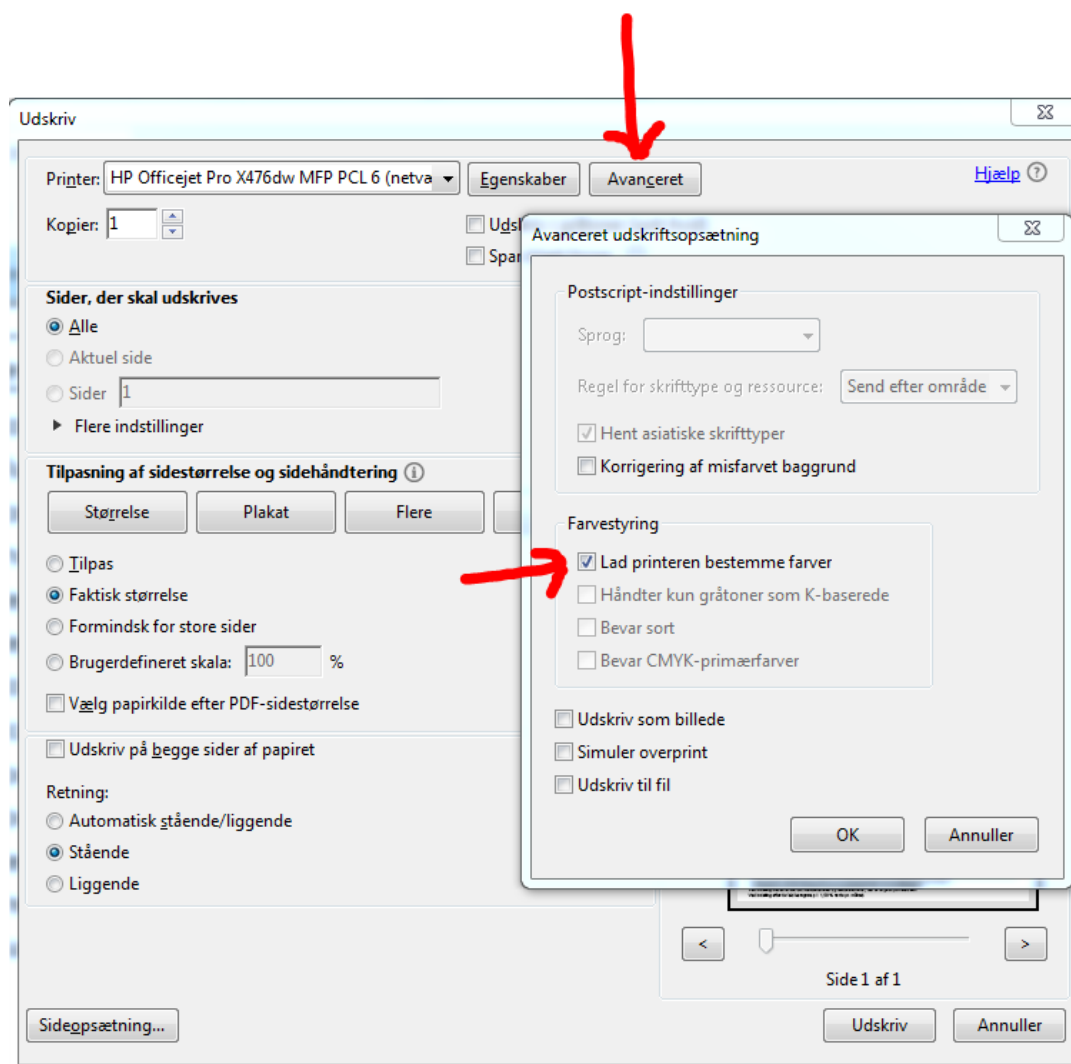 Udskriv
Printer: HP Officejet Pro X476dw MFP PCL 6 (netva
Egenskaber
Avanceret
Hjælp
Kopier: 1
Sider, der skal udskrives
Alle
Aktuel side
Sider 1
Flere indstillinger
Tilpasning af sidestørrelse og sidehåndtering
Størrelse
Plakat
Flere
Tilpas
Faktisk størrelse
Formindsk for store sider
Brugerdefineret skala: 100 %
Vælg papirkilde efter PDF-sidestørrelse
Udskriv på begge sider af papiret
Retning:
Automatisk stående/liggende
Stående
Liggende
Avanceret udskriftsopsætning
Postscript-indstillinger
Sprog:
Regel for skrifttype og ressource: Send efter område
Hent asiatiske skrifttyper
Korrigering af misfarvet baggrund
Farvestyring
Lad printeren bestemme farver
Håndter kun gråtoner som K-baserede
Bevar sort
Bevar CMYK-primærfarver
Udskriv som billede
Simuler overprint
Udskriv til fil
OK
Annuller
<
>
Side 1 af 1
Sideopsætning...
Udskriv
Annuller